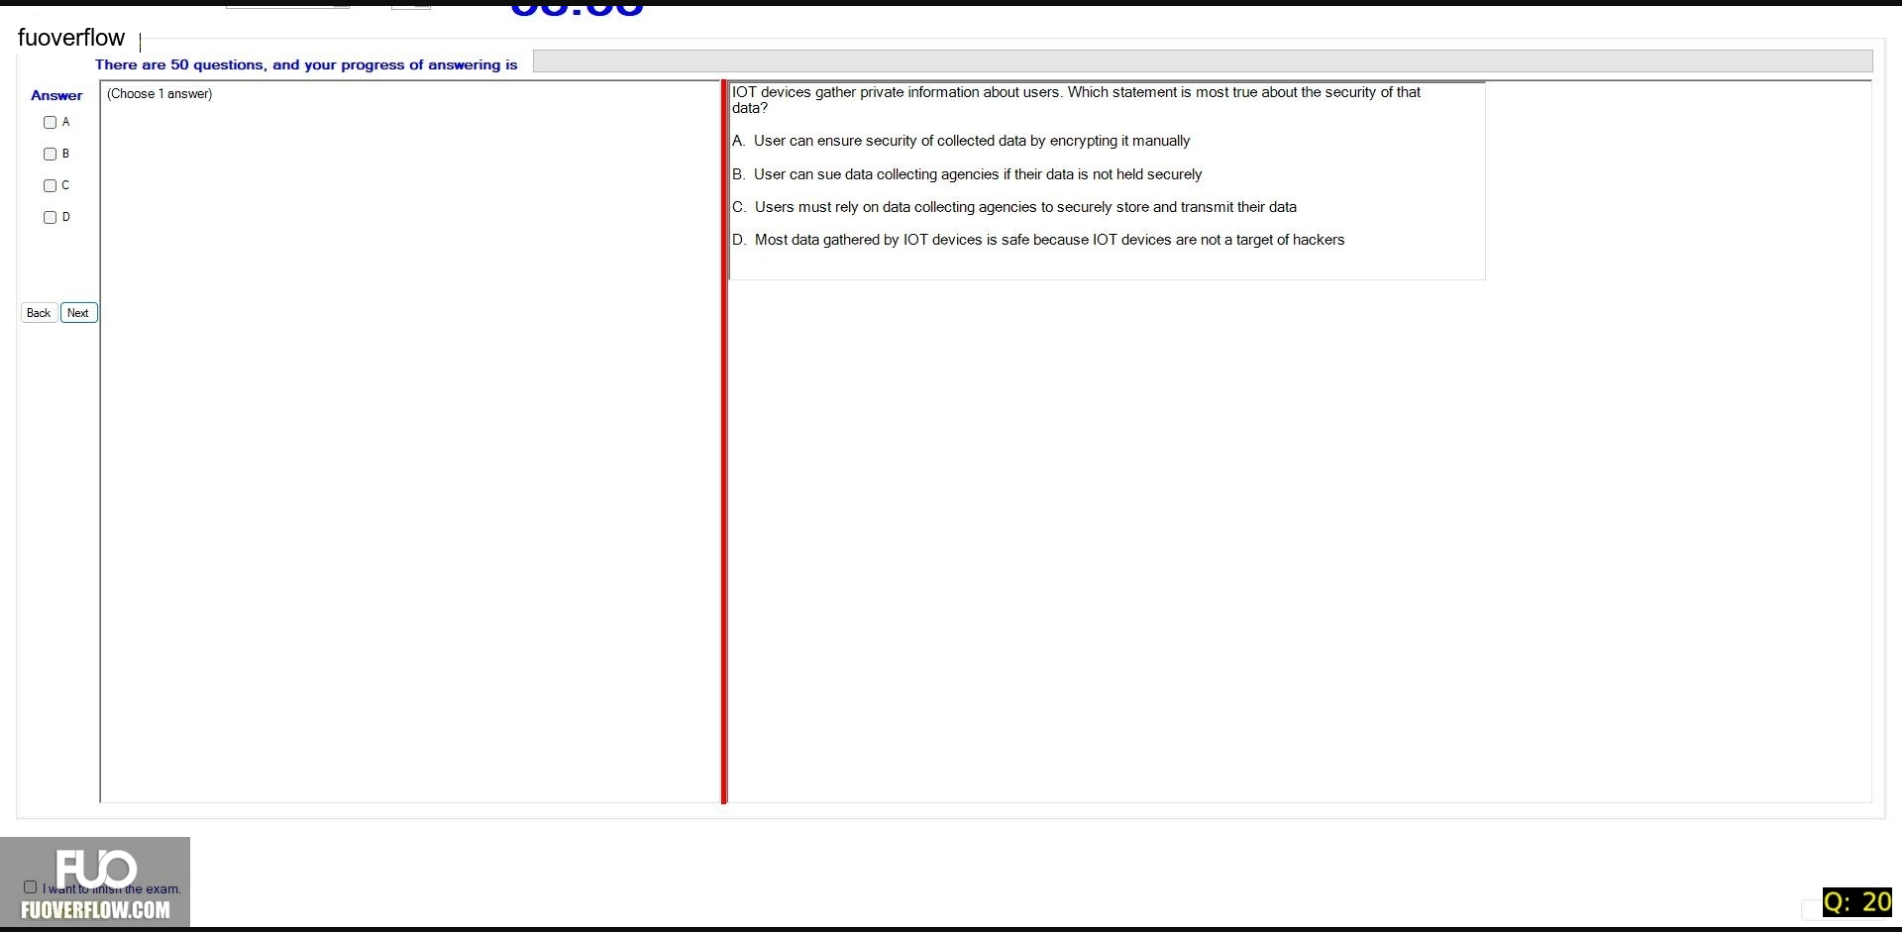 fuoverflow
There are 50 questions, and your progress of answering is
Answer
(Choose 1 answer)
A
B
C
D
Back
Next
IOT devices gather private information about users. Which statement is most true about the security of that
data?
A. User can ensure security of collected data by encrypting it manually
B. User can sue data collecting agencies if their data is not held securely
C. Users must rely on data collecting agencies to securely store and transmit their data
D. Most data gathered by IOT devices is safe because IOT devices are not a target of hackers
FUO
I want to finish the exam.
FUOVERFLOW.COM
Q: 20